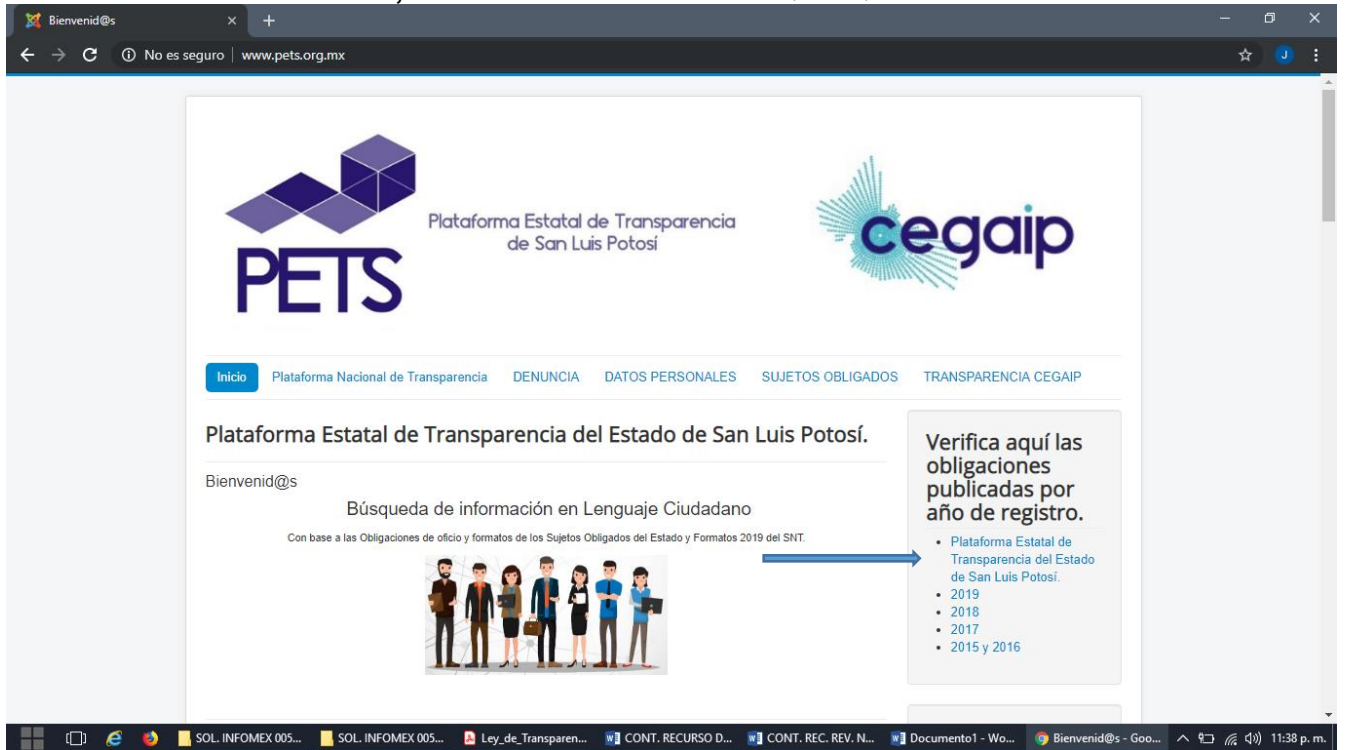 Bienvenid@s
No es seguro | www.pets.org.mx
J
PETS
Plataforma Estatal de Transparencia
de San Luis Potosí
cegaip
Inicio Plataforma Nacional de Transparencia DENUNCIA DATOS PERSONALES SUJETOS OBLIGADOS TRANSPARENCIA CEGAIP
Plataforma Estatal de Transparencia del Estado de San Luis Potosí.
Bienvenid@s
Búsqueda de información en Lenguaje Ciudadano
Con base a las Obligaciones de oficio y formatos de los Sujetos Obligados del Estado y Formatos 2019 del SNT.
Verifica aquí las
obligaciones
publicadas por
año de registro.
Plataforma Estatal de
Transparencia del Estado
de San Luis Potosí.
2019
2018
2017
2015 y 2016
SOL. INFOMEX 005... SOL. INFOMEX 005... Ley_de_Transparen... CONT. RECURSO D... CONT. REC. REV. N... Documento1 - Wo... Bienvenid@s - Goo... 11:38 p. m.